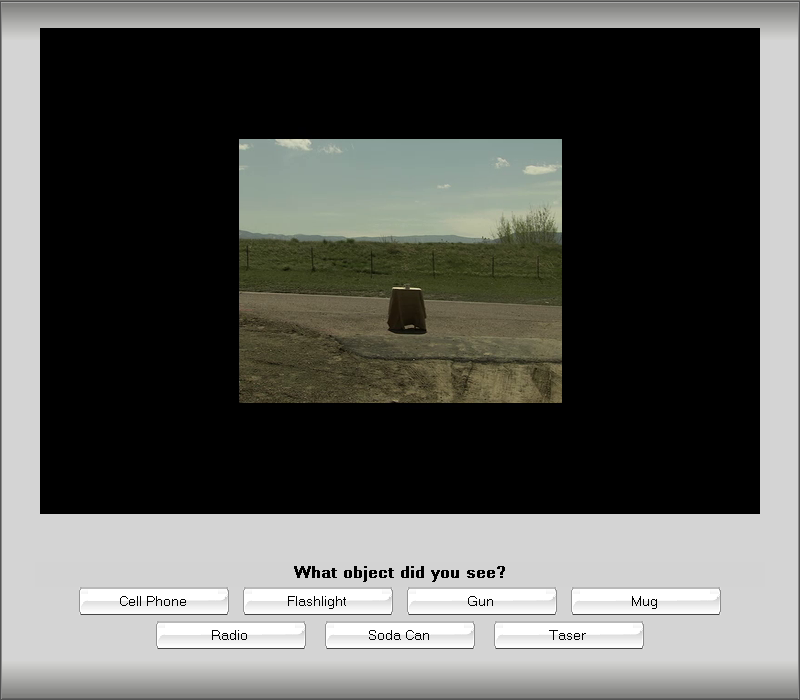 What object did you see?
Cell Phone
Flashlight
Gun
Mug
Radio
Soda Can
Taser